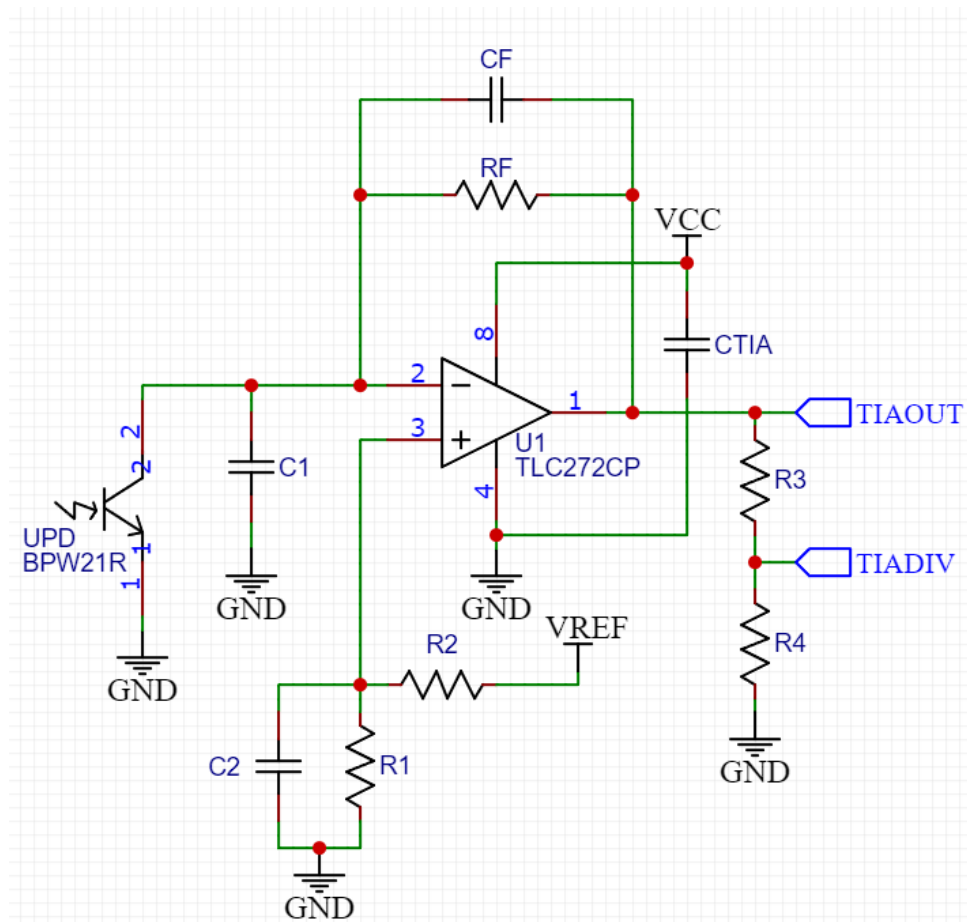 CF
RF
VCC
8
CTIA
2
1
TIAOUT
3
U1
TLC272CP
2
2
C1
4
R3
UPD
BPW21R
1
1
TIADIV
GND
GND
VREF
R2
R4
GND
C2
R1
GND
GND